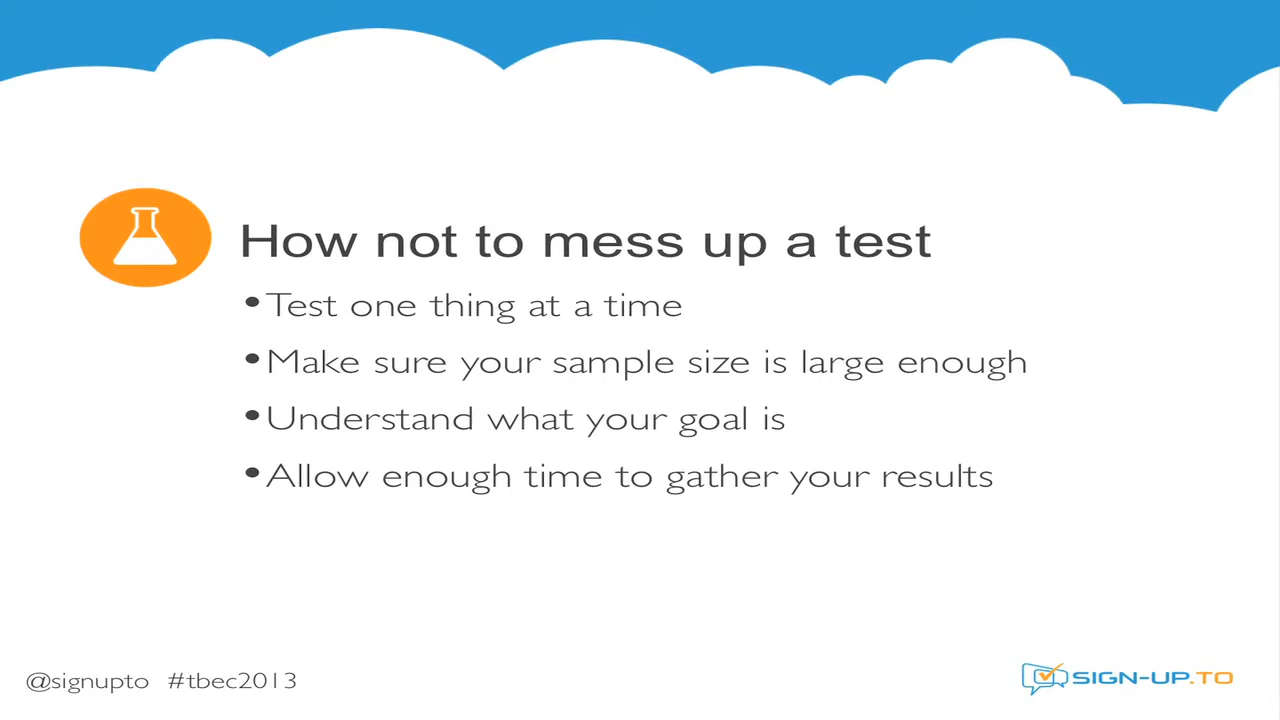 How not to mess up a test
•Test one thing at a time
•Make sure your sample size is large enough
•Understand what your goal is
•Allow enough time to gather your results
@signupto #tbec2013
SIGN-UP.TO